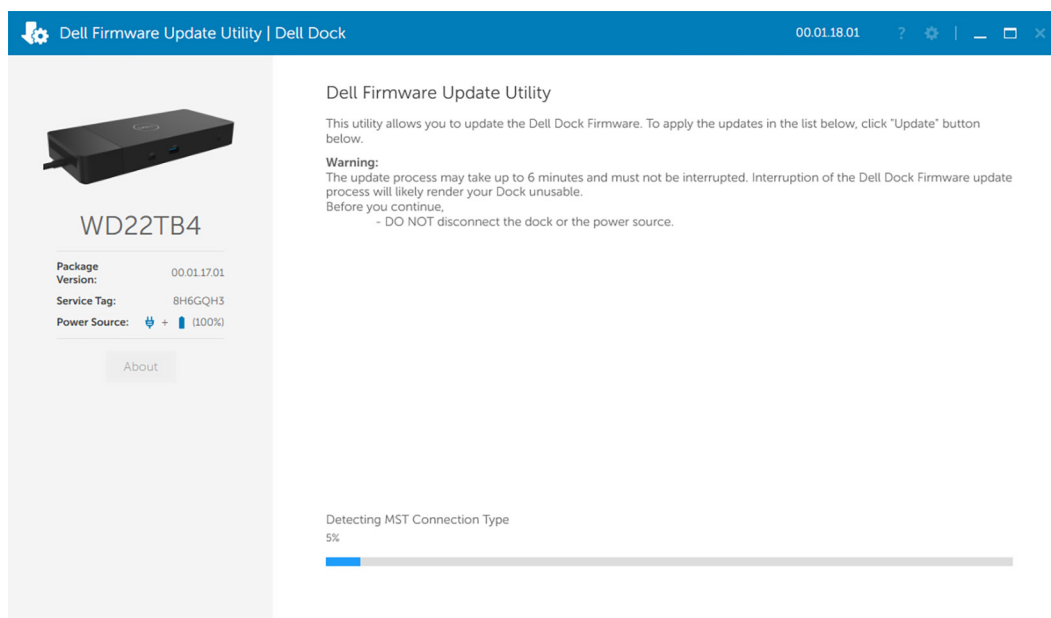 Dell Firmware Update Utility | Dell Dock
00.01.18.01
?
Dell Firmware Update Utility
This utility allows you to update the Dell Dock Firmware. To apply the updates in the list below, click "Update" button
below.
Warning:
The update process may take up to 6 minutes and must not be interrupted. Interruption of the Dell Dock Firmware update
process will likely render your Dock unusable.
Before you continue,
- DO NOT disconnect the dock or the power source.
WD22TB4
Package
Version:
00.01.17.01
Service Tag: 8H6GQH3
Power Source: + (100%)
About
Detecting MST Connection Type
5%